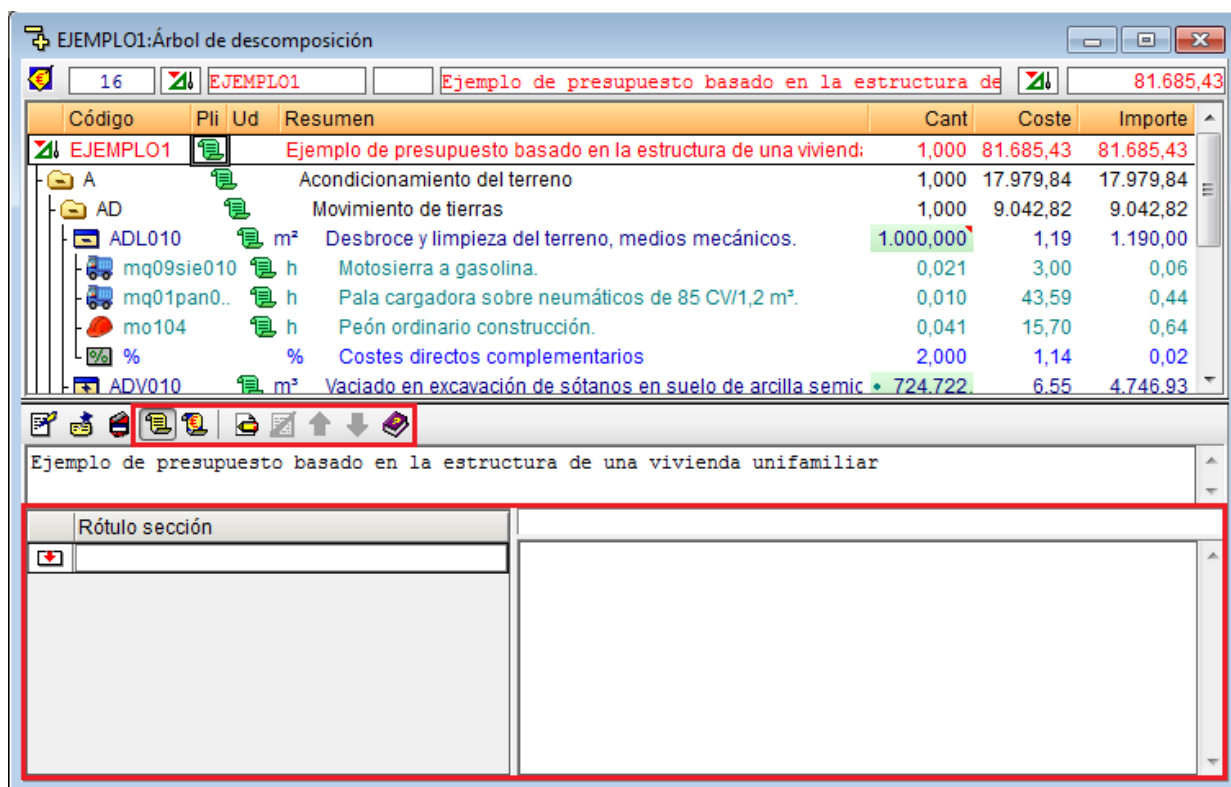 EJEMPLO1:Árbol de descomposición
16 EJEMPLO1 Ejemplo de presupuesto basado en la estructura de 81.685,43
Código Pli Ud Resumen Cant Coste Importe
EJEMPLO1 Ejemplo de presupuesto basado en la estructura de una vivienda 1,000 81.685,43 81.685,43
A Acondicionamiento del terreno 1,000 17.979,84 17.979,84
AD Movimiento de tierras 1,000 9.042,82 9.042,82
ADL010 m² Desbroce y limpieza del terreno, medios mecánicos. 1.000,000 1,19 1.190,00
mq09sie010 h Motosierra a gasolina. 0,021 3,00 0,06
mq01pan0.. h Pala cargadora sobre neumáticos de 85 CV/1,2 m³. 0,010 43,59 0,44
mo104 h Peón ordinario construcción. 0,041 15,70 0,64
% % % Costes directos complementarios 2,000 1,14 0,02
ADV010 m³ Vaciado en excavación de sótanos en suelo de arcilla semic 724.722. 6,55 4.746,93
Ejemplo de presupuesto basado en la estructura de una vivienda unifamiliar
Rótulo sección